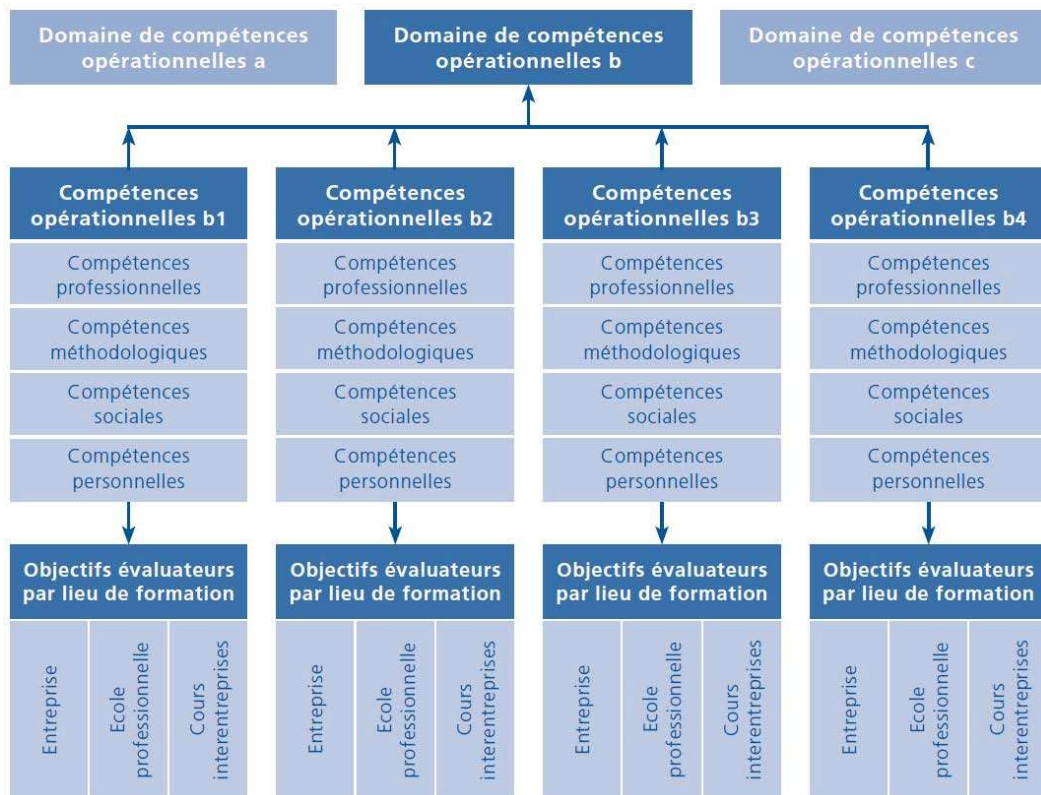 Domaine de compétences
opérationnelles a
Domaine de compétences
opérationnelles b
Domaine de compétences
opérationnelles c
Compétences
opérationnelles b1
Compétences
opérationnelles b2
Compétences
opérationnelles b3
Compétences
opérationnelles b4
Compétences
professionnelles
Compétences
professionnelles
Compétences
professionnelles
Compétences
professionnelles
Compétences
méthodologiques
Compétences
méthodologiques
Compétences
méthodologiques
Compétences
méthodologiques
Compétences
sociales
Compétences
sociales
Compétences
sociales
Compétences
sociales
Compétences
personnelles
Compétences
personnelles
Compétences
personnelles
Compétences
personnelles
Objectifs évaluateurs
par lieu de formation
Objectifs évaluateurs
par lieu de formation
Objectifs évaluateurs
par lieu de formation
Objectifs évaluateurs
par lieu de formation
Entreprise
Ecole
professionnelle
Cours
interentreprises
Entreprise
Ecole
professionnelle
Cours
interentreprises
Entreprise
Ecole
professionnelle
Cours
interentreprises
Entreprise
Ecole
professionnelle
Cours
interentreprises